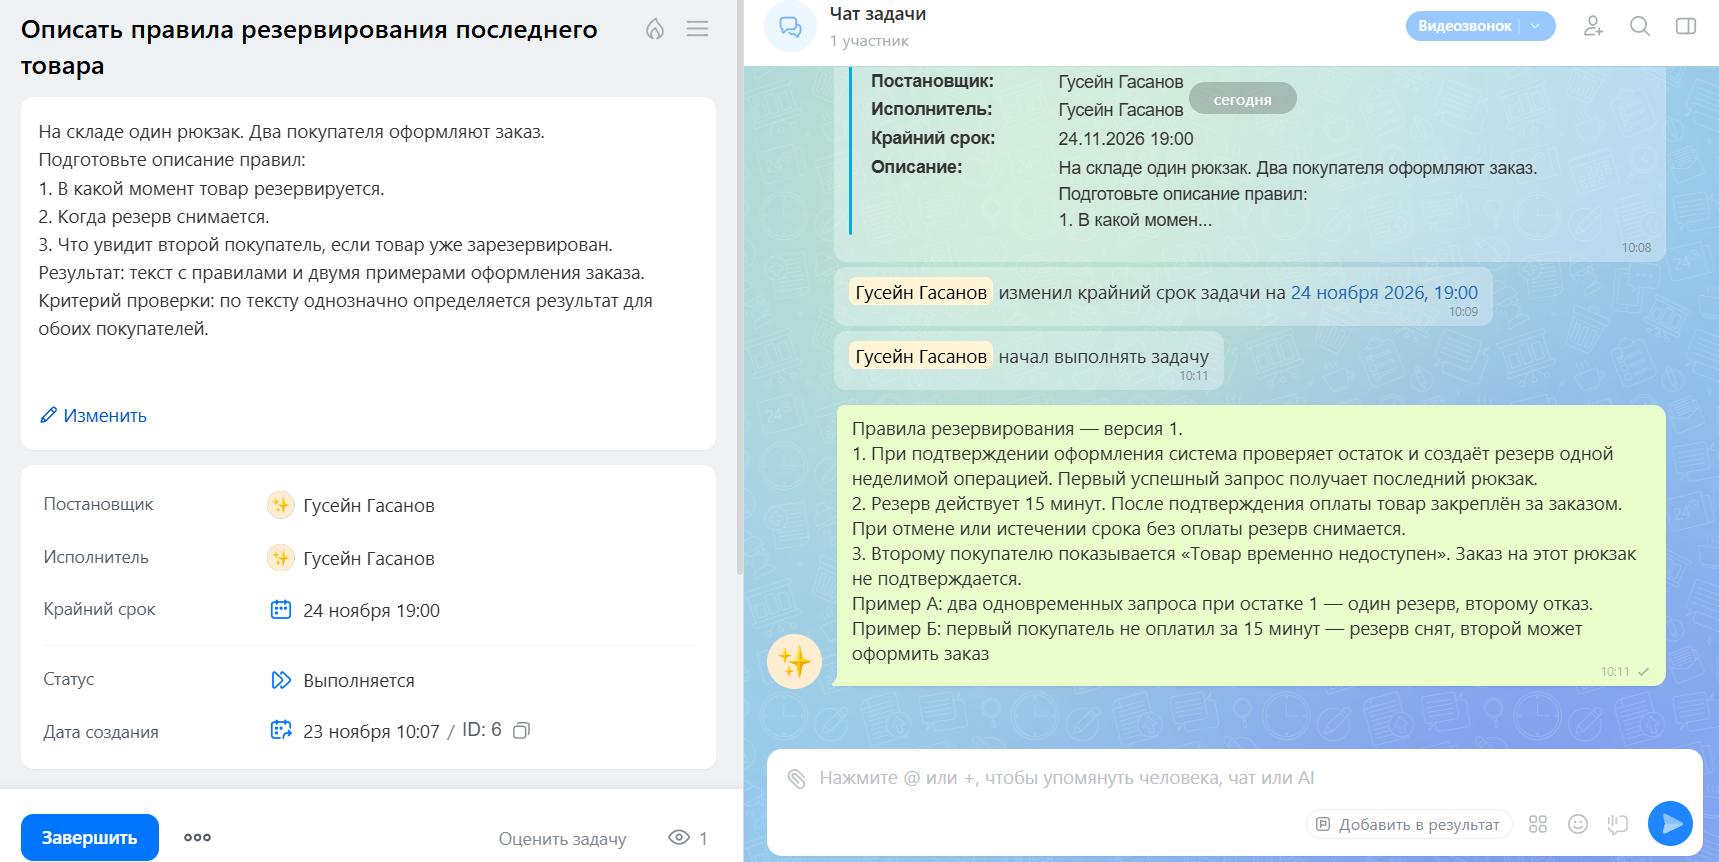 Описать правила резервирования последнего
товара
На складе один рюкзак. Два покупателя оформляют заказ.
Подготовьте описание правил:
1. В какой момент товар резервируется.
2. Когда резерв снимается.
3. Что увидит второй покупатель, если товар уже зарезервирован.
Результат: текст с правилами и двумя примерами оформления заказа.
Критерий проверки: по тексту однозначно определяется результат для
обоих покупателей.
Изменить
Постановщик
Гусейн Гасанов
Исполнитель
Гусейн Гасанов
Крайний срок
24 ноября 19:00
Статус
Выполняется
Дата создания
23 ноября 10:07 / ID: 6
Завершить
Оценить задачу
1
Чат задачи
1 участник
Видеозвонок
Постановщик: Гусейн Гасанов
сегодня
Исполнитель: Гусейн Гасанов
Крайний срок: 24.11.2026 19:00
Описание: На складе один рюкзак. Два покупателя оформляют заказ.
Подготовьте описание правил:
1. В какой момен...
10:08
Гусейн Гасанов изменил крайний срок задачи на 24 ноября 2026, 19:00
10:09
Гусейн Гасанов начал выполнять задачу
10:11
Правила резервирования — версия 1.
1. При подтверждении оформления система проверяет остаток и создаёт резерв одной
неделимой операцией. Первый успешный запрос получает последний рюкзак.
2. Резерв действует 15 минут. После подтверждения оплаты товар закреплён за заказом.
При отмене или истечении срока без оплаты резерв снимается.
3. Второму покупателю показывается «Товар временно недоступен». Заказ на этот рюкзак
не подтверждается.
Пример А: два одновременных запроса при остатке 1 — один резерв, второму отказ.
Пример Б: первый покупатель не оплатил за 15 минут — резерв снят, второй может
оформить заказ
10:11
Нажмите @ или +, чтобы упомянуть человека, чат или AI
Добавить в результат